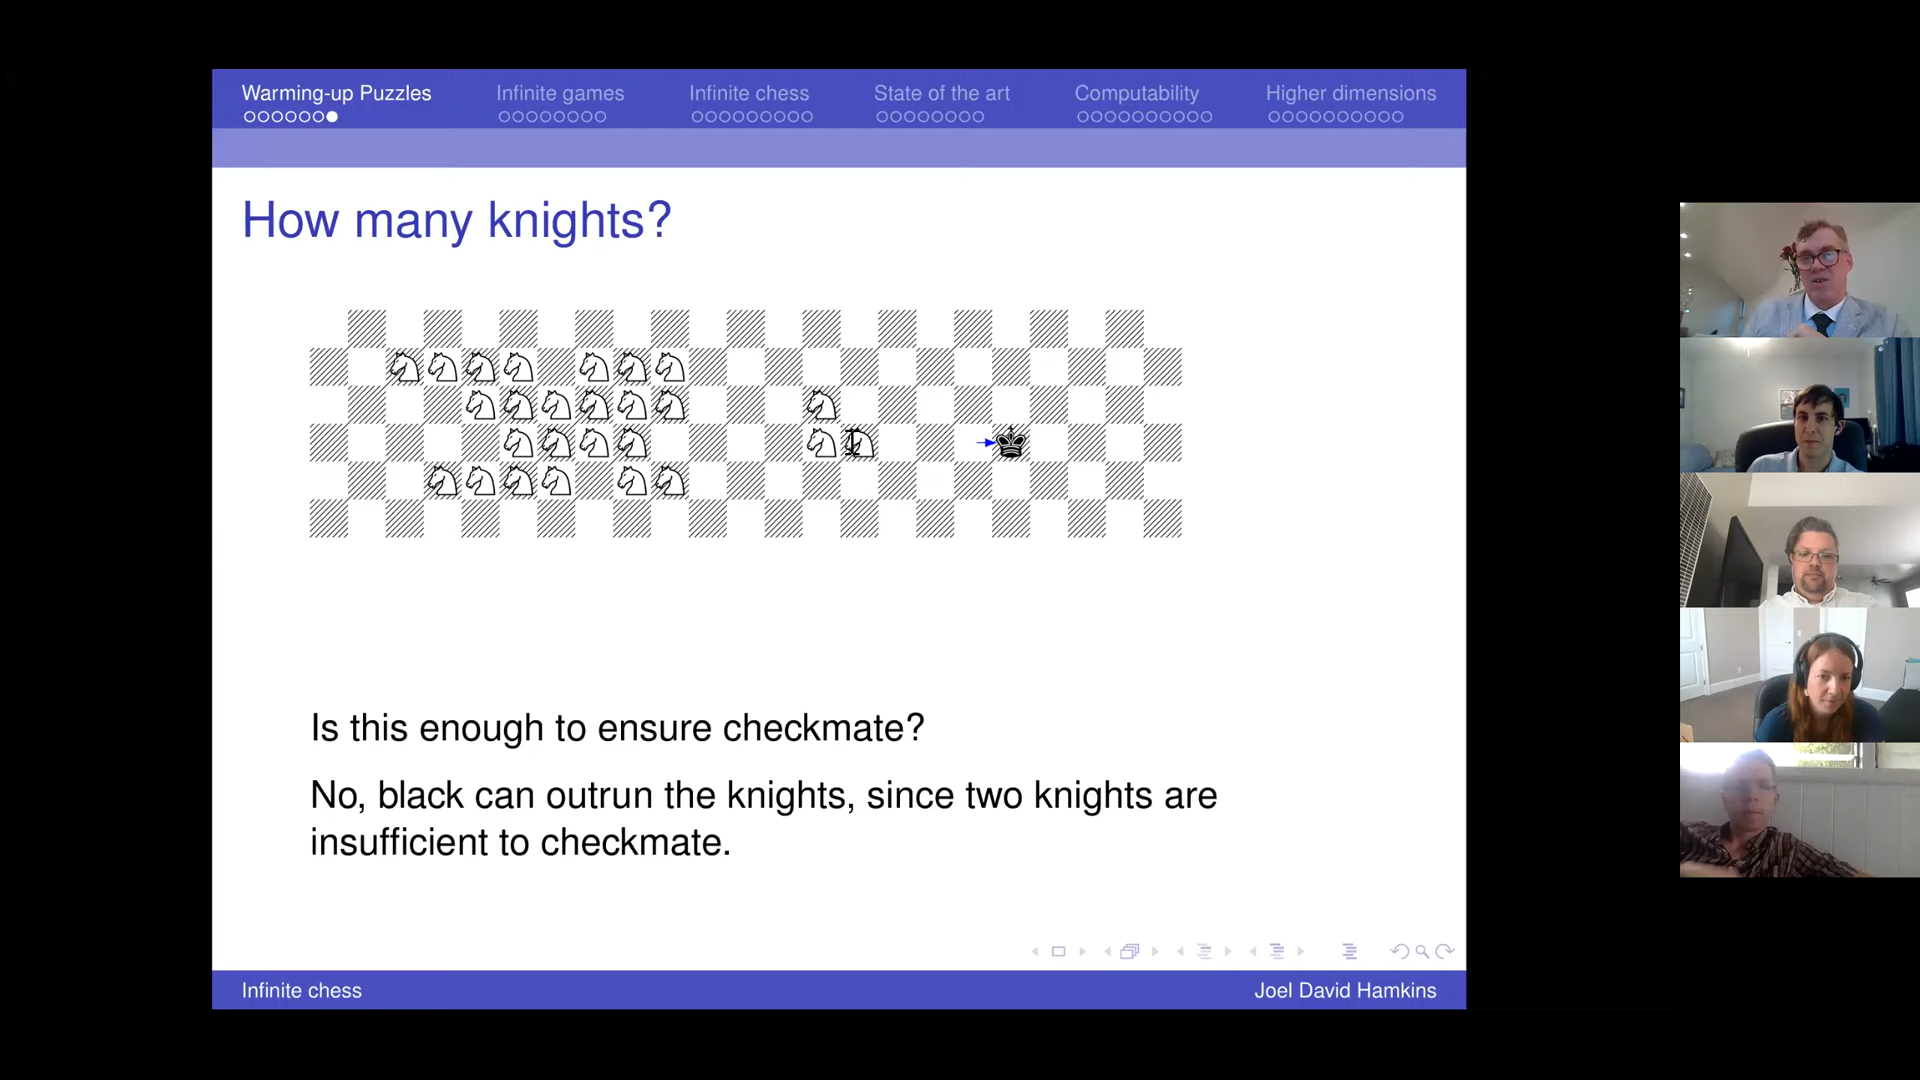 Warming-up Puzzles Infinite games Infinite chess State of the art Computability Higher dimensions
How many knights?
Is this enough to ensure checkmate?
No, black can outrun the knights, since two knights are
insufficient to checkmate.
Infinite chess Joel David Hamkins